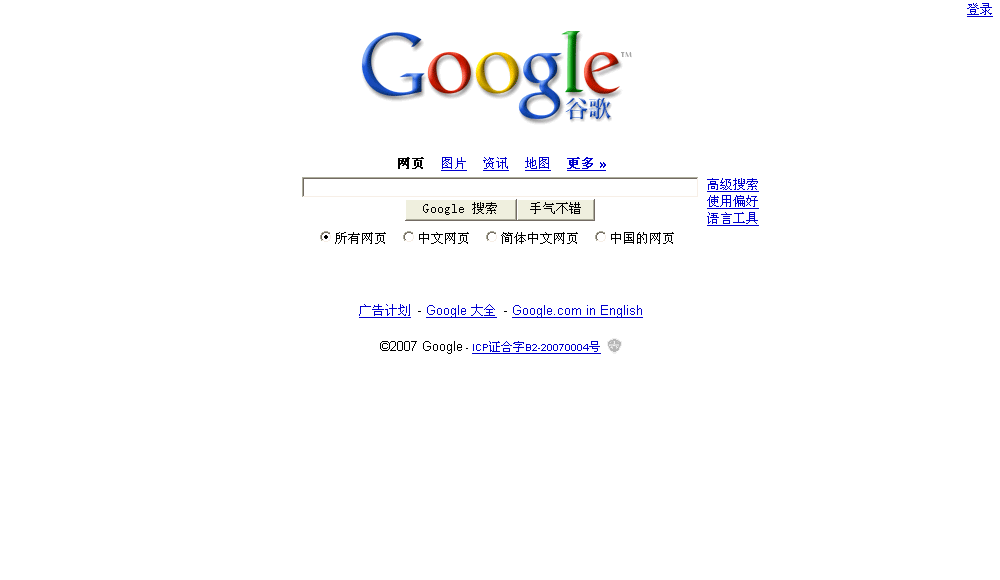 登录
Google™
谷歌
网页 图片 资讯 地图 更多 »
高级搜索
使用偏好
语言工具
Google 搜索 手气不错
所有网页 中文网页 简体中文网页 中国的网页
广告计划 - Google 大全 - Google.com in English
©2007 Google - ICP证合字B2-20070004号